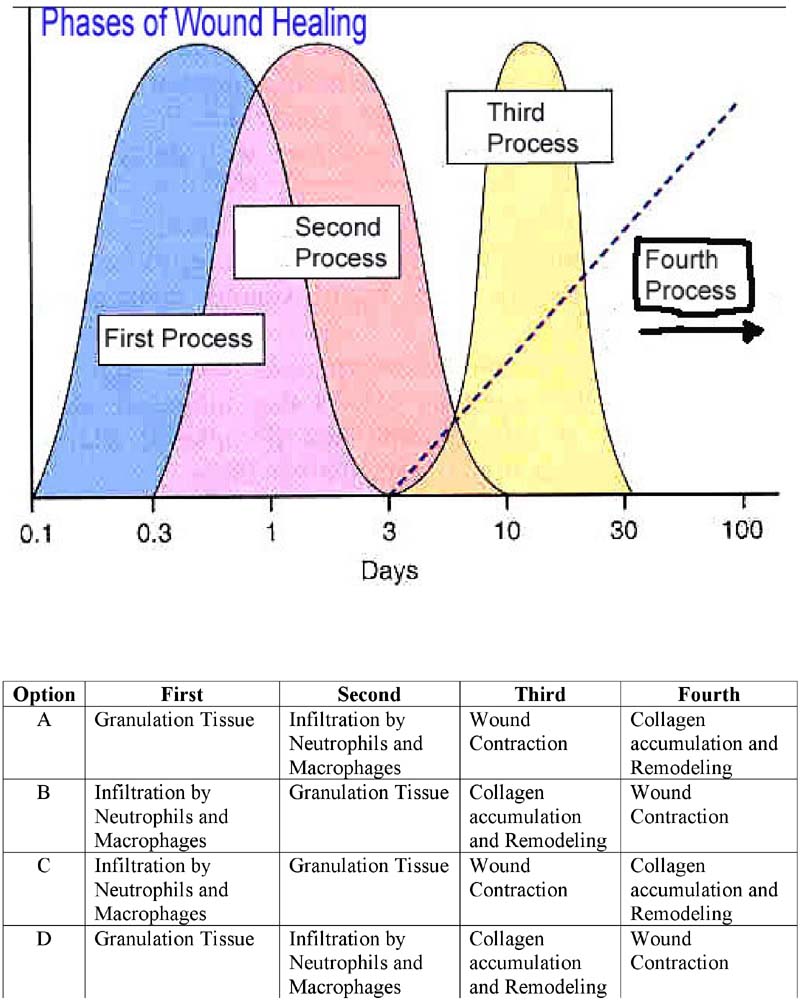 Phases of Wound Healing
Third
Process
Second
Process
Fourth
Process
First Process
0.1 0.3 1 3 10 30 100
Days
Option First Second Third Fourth
A Granulation Tissue Infiltration by Neutrophils and Macrophages Wound Contraction Collagen accumulation and Remodeling
B Infiltration by Neutrophils and Macrophages Granulation Tissue Collagen accumulation and Remodeling Wound Contraction
C Infiltration by Neutrophils and Macrophages Granulation Tissue Wound Contraction Collagen accumulation and Remodeling
D Granulation Tissue Infiltration by Neutrophils and Macrophages Collagen accumulation and Remodeling Wound Contraction